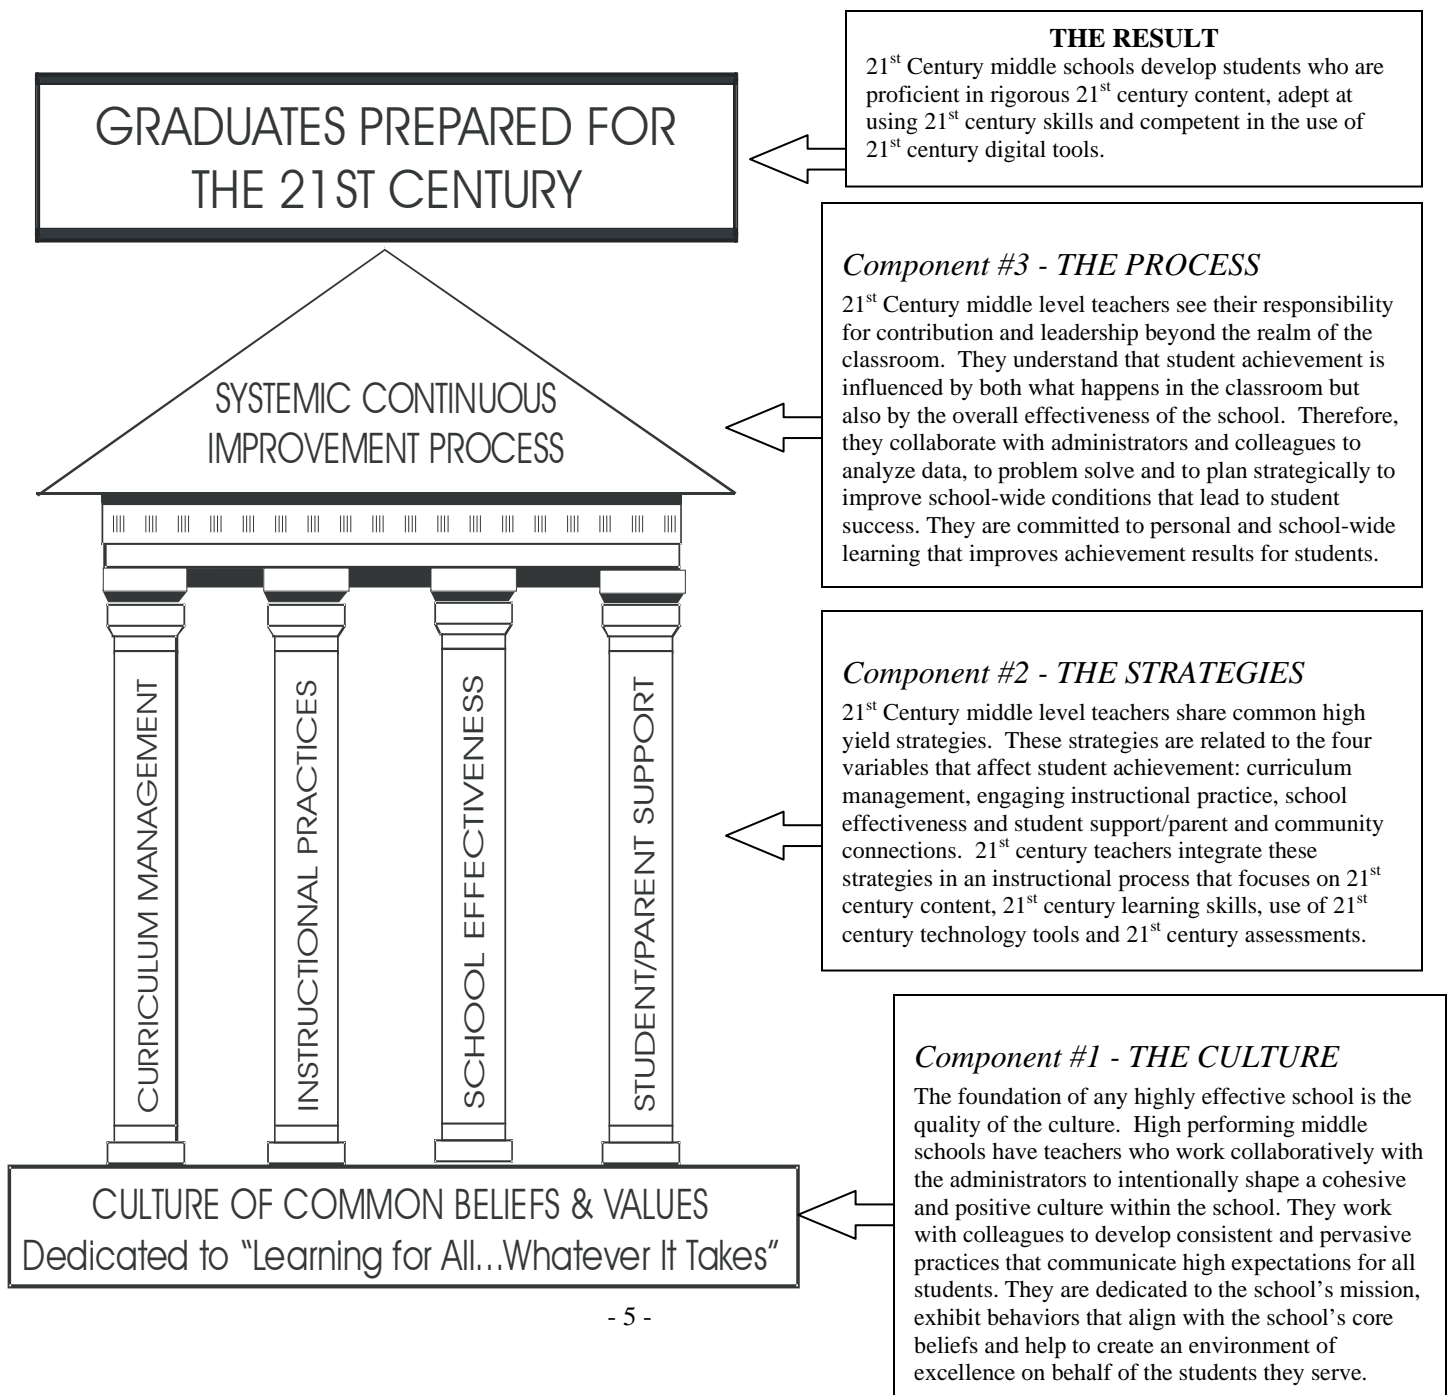 GRADUATES PREPARED FOR
THE 21ST CENTURY
THE RESULT
21st Century middle schools develop students who are
proficient in rigorous 21st century content, adept at
using 21st century skills and competent in the use of
21st century digital tools.
SYSTEMIC CONTINUOUS
IMPROVEMENT PROCESS
Component #3 - THE PROCESS
21st Century middle level teachers see their responsibility
for contribution and leadership beyond the realm of the
classroom. They understand that student achievement is
influenced by both what happens in the classroom but
also by the overall effectiveness of the school. Therefore,
they collaborate with administrators and colleagues to
analyze data, to problem solve and to plan strategically to
improve school-wide conditions that lead to student
success. They are committed to personal and school-wide
learning that improves achievement results for students.
CURRICULUM MANAGEMENT
INSTRUCTIONAL PRACTICES
SCHOOL EFFECTIVENESS
STUDENT/PARENT SUPPORT
Component #2 - THE STRATEGIES
21st Century middle level teachers share common high
yield strategies. These strategies are related to the four
variables that affect student achievement: curriculum
management, engaging instructional practice, school
effectiveness and student support/parent and community
connections. 21st century teachers integrate these
strategies in an instructional process that focuses on 21st
century content, 21st century learning skills, use of 21st
century technology tools and 21st century assessments.
CULTURE OF COMMON BELIEFS & VALUES
Dedicated to “Learning for All…Whatever It Takes”
Component #1 - THE CULTURE
The foundation of any highly effective school is the
quality of the culture. High performing middle
schools have teachers who work collaboratively with
the administrators to intentionally shape a cohesive
and positive culture within the school. They work
with colleagues to develop consistent and pervasive
practices that communicate high expectations for all
students. They are dedicated to the school’s mission,
exhibit behaviors that align with the school’s core
beliefs and help to create an environment of
excellence on behalf of the students they serve.
- 5 -